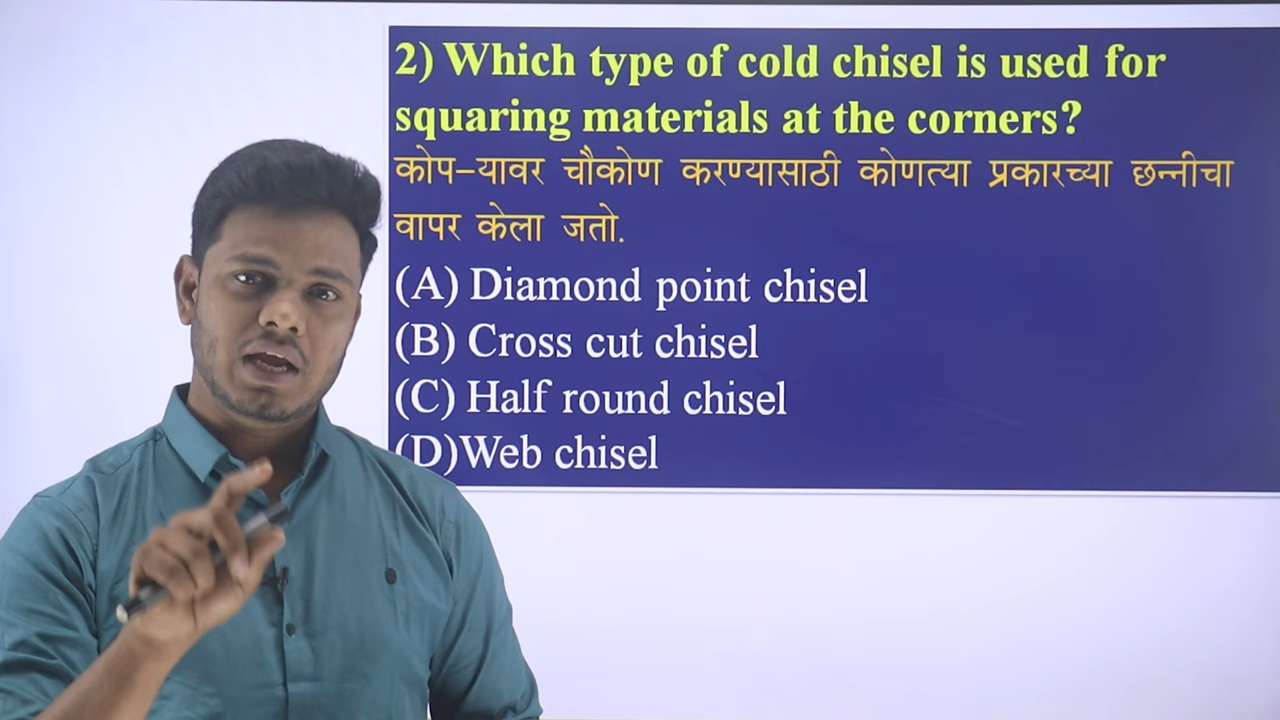 2) Which type of cold chisel is used for
squaring materials at the corners?
कोप-यावर चौकोण करण्यासाठी कोणत्या प्रकारच्या छन्नीचा
वापर केला जतो.
(A) Diamond point chisel
(B) Cross cut chisel
(C) Half round chisel
(D)Web chisel